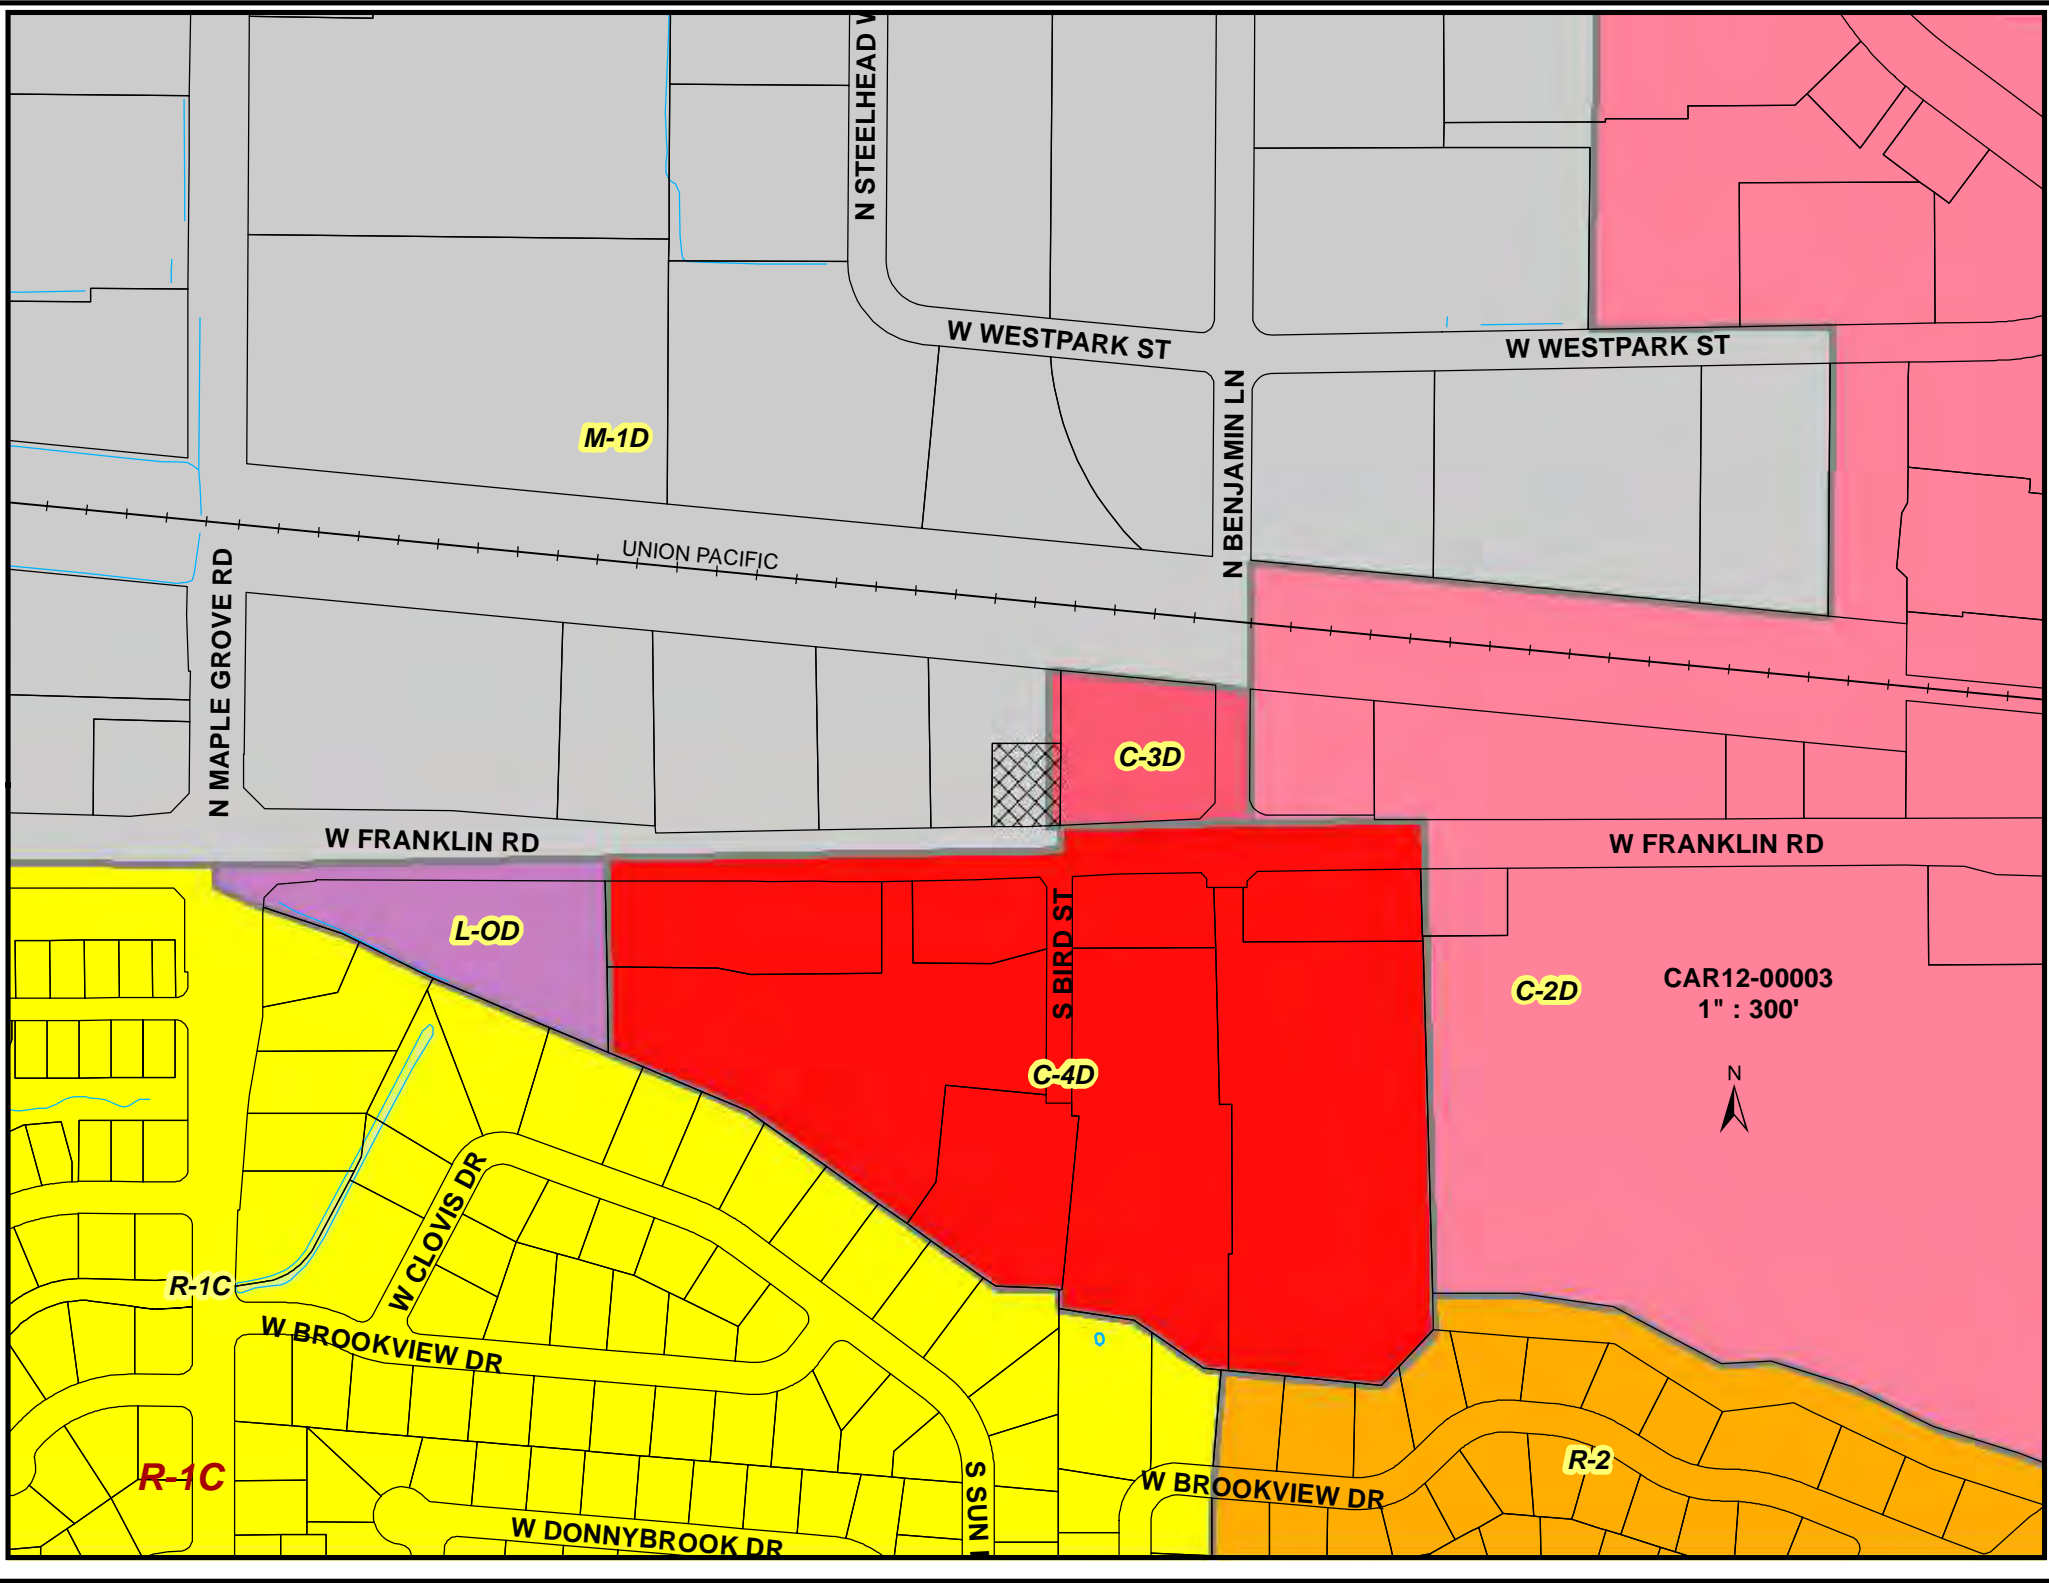 N STEELHEAD W
W WESTPARK ST
W WESTPARK ST
N BENJAMIN LN
M-1D
UNION PACIFIC
N MAPLE GROVE RD
C-3D
W FRANKLIN RD
W FRANKLIN RD
L-OD
S BIRD ST
C-2D
CAR12-00003
1" : 300'
N
C-4D
W CLOVIS DR
R-1C
W BROOKVIEW DR
R-1C
R-2
W BROOKVIEW DR
S SUN
W DONNYBROOK DR